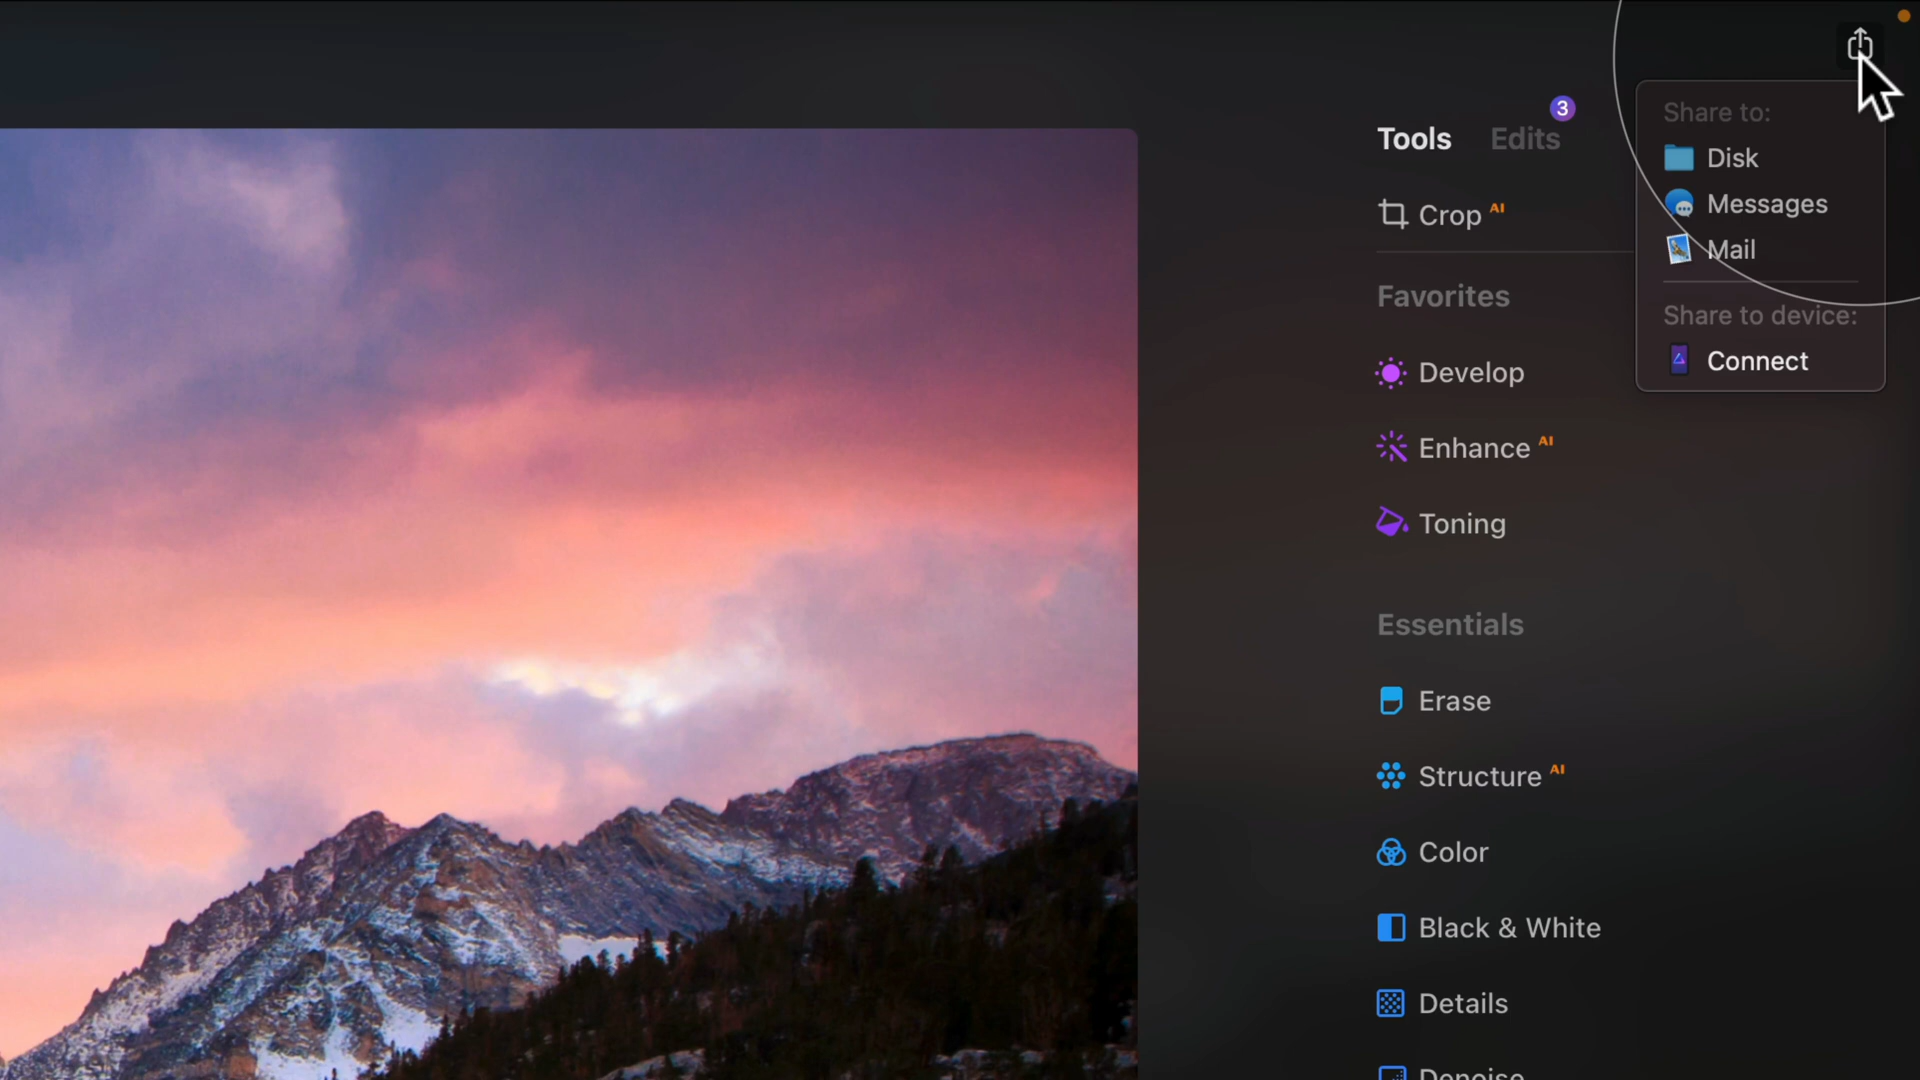 3
Tools Edits
Crop AI
Favorites
Develop
Enhance AI
Toning
Essentials
Erase
Structure AI
Color
Black & White
Details
Denoise
Share to:
Disk
Messages
Mail
Share to device:
Connect